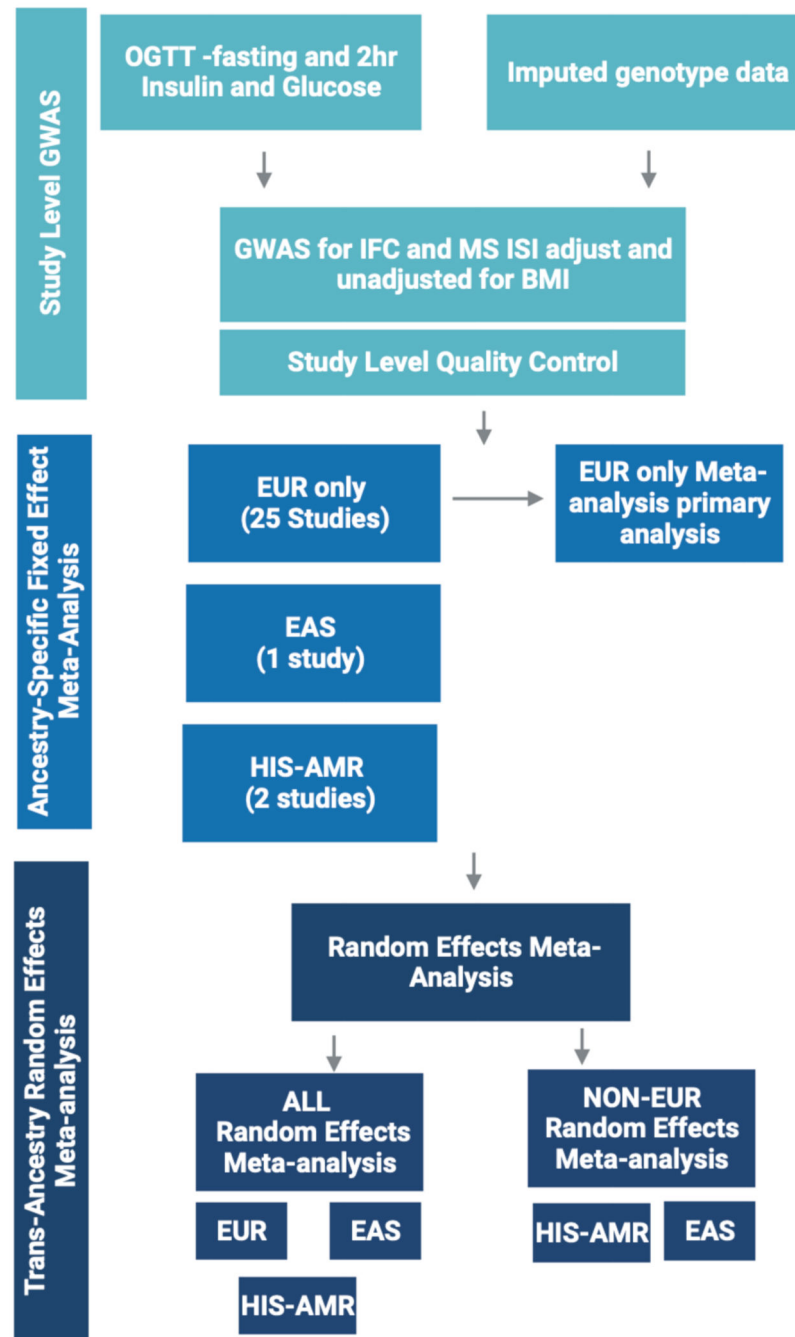 Study Level GWAS
OGTT -fasting and 2hr
Insulin and Glucose
Imputed genotype data
GWAS for IFC and MS ISI adjust and
unadjusted for BMI
Study Level Quality Control
Ancestry-Specific Fixed Effect
Meta-Analysis
EUR only
(25 Studies)
EUR only Meta-
analysis primary
analysis
EAS
(1 study)
HIS-AMR
(2 studies)
Trans-Ancestry Random Effects
Meta-analysis
Random Effects Meta-
Analysis
ALL
Random Effects
Meta-analysis
NON-EUR
Random Effects
Meta-analysis
EUR
EAS
HIS-AMR
HIS-AMR
EAS